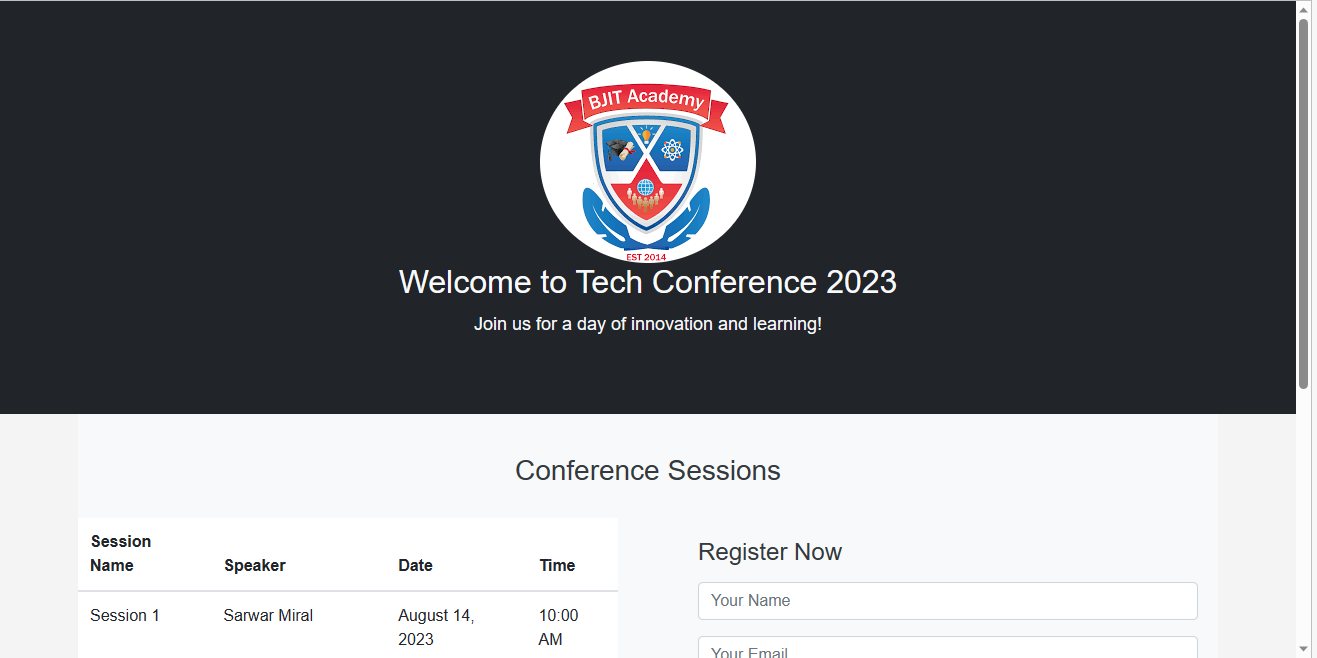 BJIT Academy
EST 2014
Welcome to Tech Conference 2023
Join us for a day of innovation and learning!
Conference Sessions
Session Name Speaker Date Time
Session 1 Sarwar Miral August 14, 2023 10:00 AM
Register Now
Your Name
Your Email